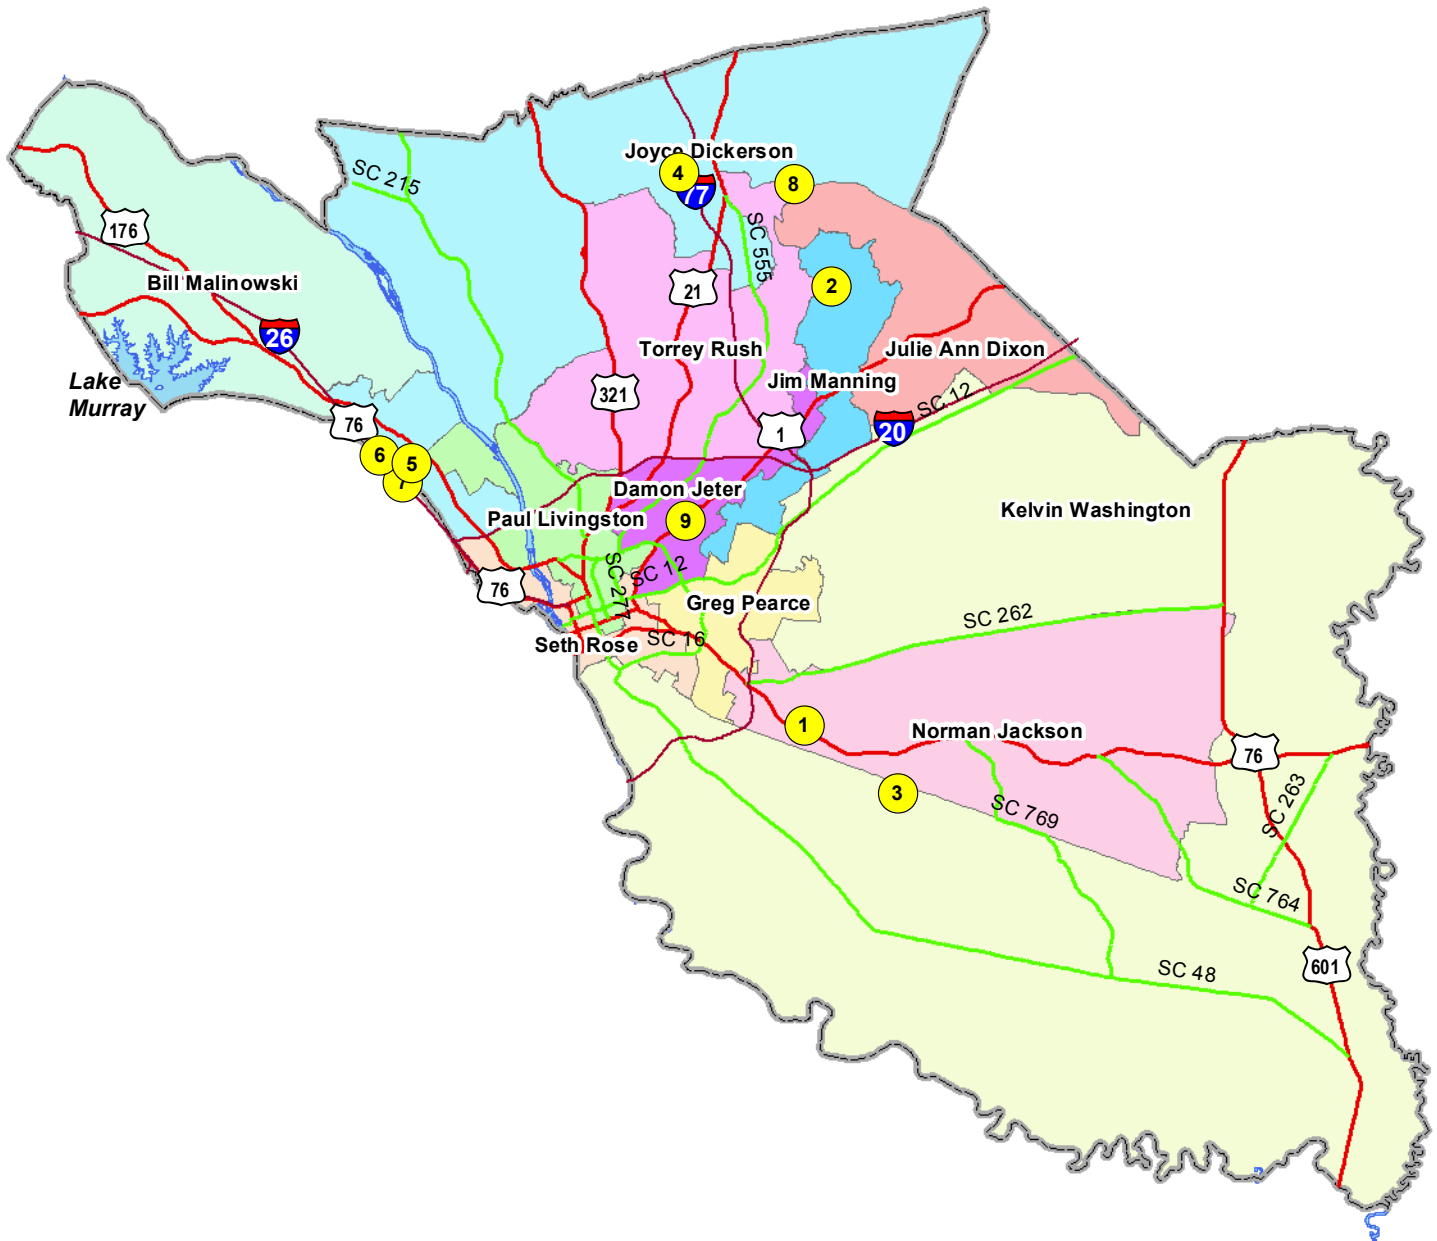 Joyce Dickerson
4
77
8
SC 215
176
SC 555
Bill Malinowski
21
2
26
Torrey Rush
Julie Ann Dixon
Lake
Murray
Jim Manning
321
SC 12
76
1
20
6
5
7
Damon Jeter
Kelvin Washington
Paul Livingston
9
76
SC 277
SC 12
Greg Pearce
SC 262
Seth Rose
SC 16
1
Norman Jackson
76
3
SC 769
SC 263
SC 764
601
SC 48